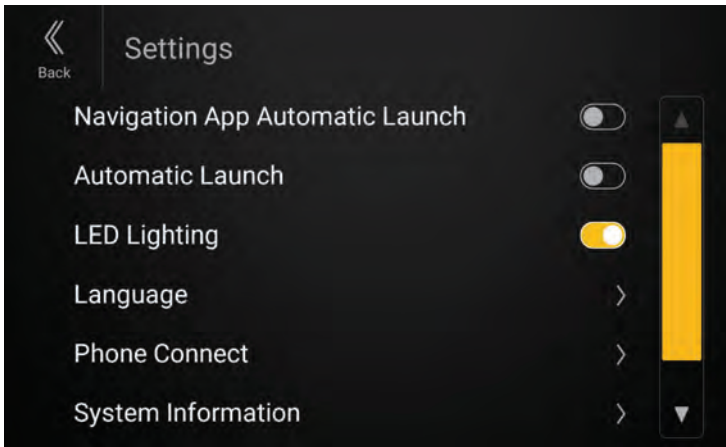 Settings
Back
Navigation App Automatic Launch
Automatic Launch
LED Lighting
Language
Phone Connect
System Information